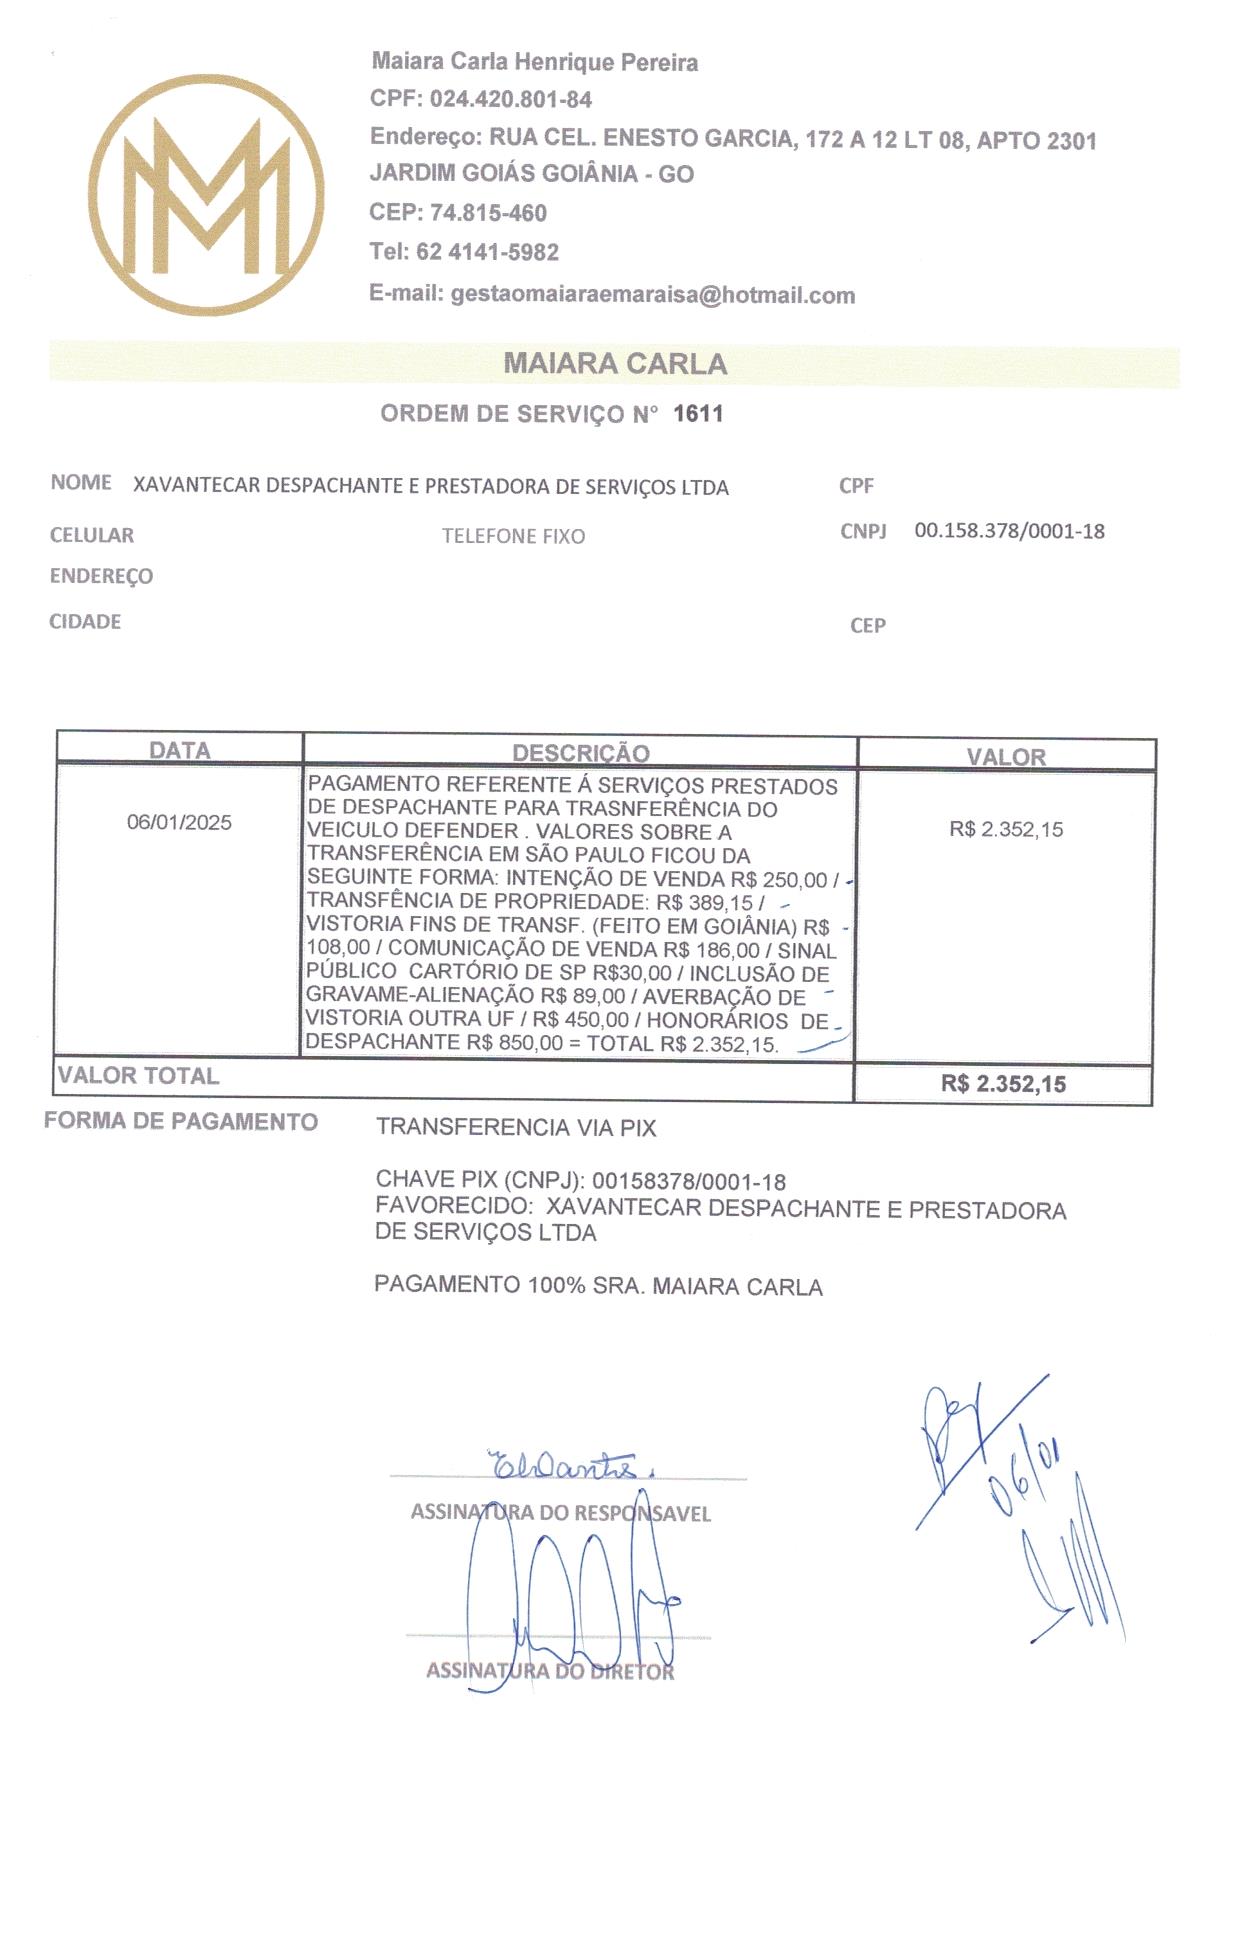 Maiara Carla Henrique Pereira
CPF: 024.420.801-84
Endereço: RUA CEL. ENESTO GARCIA, 172 A 12 LT 08, APTO 2301
JARDIM GOIÁS GOIÂNIA - GO
CEP: 74.815-460
Tel: 62 4141-5982
E-mail: gestaomaiaraemaraisa@hotmail.com
MAIARA CARLA
ORDEM DE SERVIÇO N° 1611
NOME XAVANTECAR DESPACHANTE E PRESTADORA DE SERVIÇOS LTDA CPF
CELULAR TELEFONE FIXO CNPJ 00.158.378/0001-18
ENDEREÇO
CIDADE CEP
DATA DESCRIÇÃO VALOR
PAGAMENTO REFERENTE Á SERVIÇOS PRESTADOS
DE DESPACHANTE PARA TRASNFERÊNCIA DO
06/01/2025 VEICULO DEFENDER . VALORES SOBRE A R$ 2.352,15
TRANSFERÊNCIA EM SÃO PAULO FICOU DA
SEGUINTE FORMA: INTENÇÃO DE VENDA R$ 250,00 /
TRANSFÊNCIA DE PROPRIEDADE: R$ 389,15 /
VISTORIA FINS DE TRANSF. (FEITO EM GOIÂNIA) R$
108,00 / COMUNICAÇÃO DE VENDA R$ 186,00 / SINAL
PÚBLICO CARTÓRIO DE SP R$30,00 / INCLUSÃO DE
GRAVAME-ALIENAÇÃO R$ 89,00 / AVERBAÇÃO DE
VISTORIA OUTRA UF / R$ 450,00 / HONORÁRIOS DE
DESPACHANTE R$ 850,00 = TOTAL R$ 2.352,15.
VALOR TOTAL R$ 2.352,15
FORMA DE PAGAMENTO TRANSFERENCIA VIA PIX
CHAVE PIX (CNPJ): 00158378/0001-18
FAVORECIDO: XAVANTECAR DESPACHANTE E PRESTADORA
DE SERVIÇOS LTDA
PAGAMENTO 100% SRA. MAIARA CARLA
06/01
ASSINATURA DO RESPONSAVEL
ASSINATURA DO DIRETOR